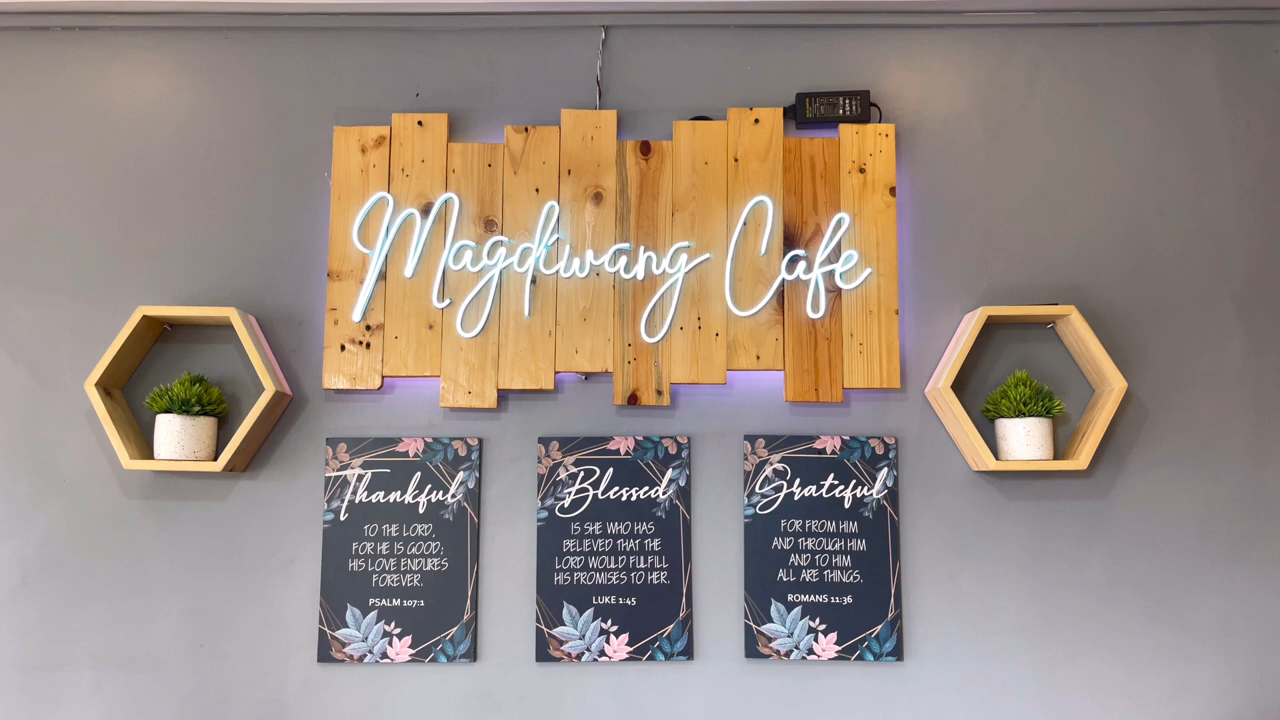 Magdkwang Cafe
Thankful
TO THE LORD,
FOR HE IS GOOD;
HIS LOVE ENDURES
FOREVER.
PSALM 107:1
Blessed
IS SHE WHO HAS
BELIEVED THAT THE
LORD WOULD FULFILL
HIS PROMISES TO HER.
LUKE 1:45
Grateful
FOR FROM HIM
AND THROUGH HIM
AND TO HIM
ALL ARE THINGS.
ROMANS 11:36